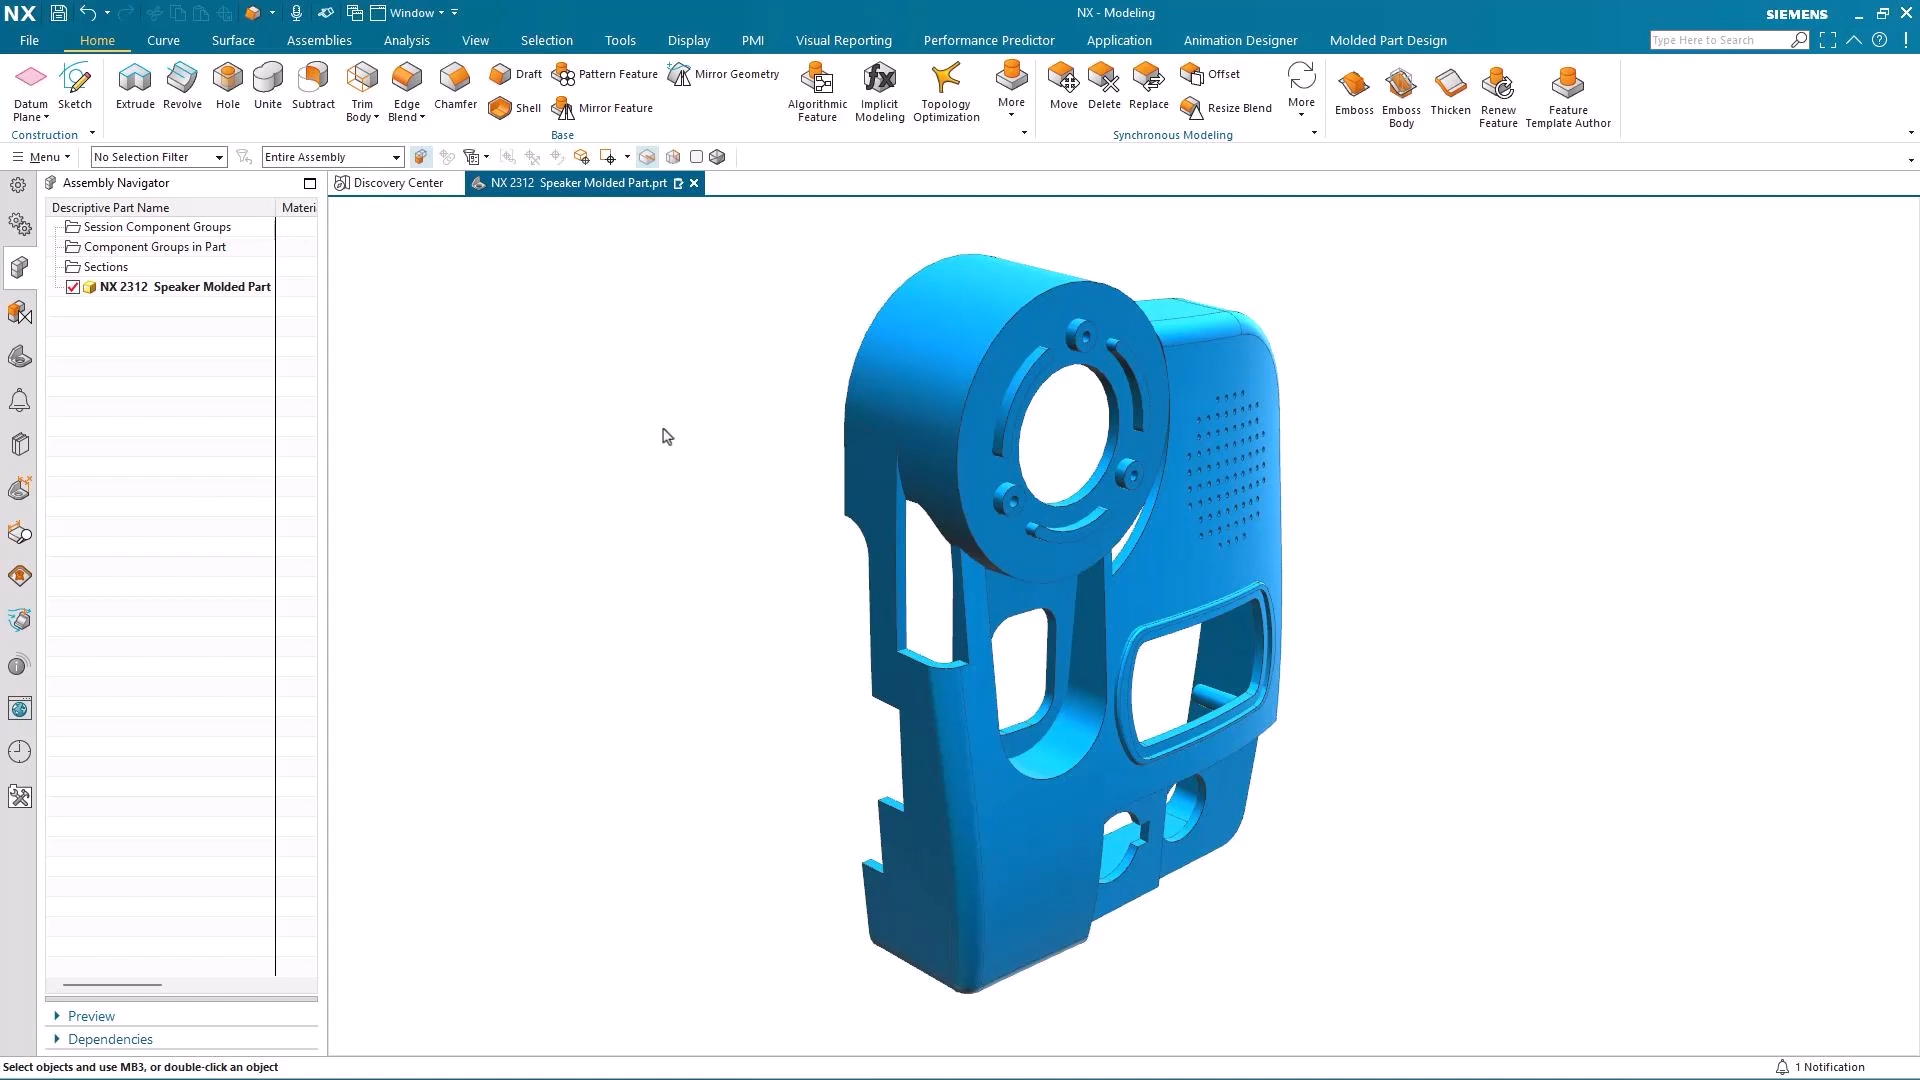 NX
Window
NX - Modeling
SIEMENS
File Home Curve Surface Assemblies Analysis View Selection Tools Display PMI Visual Reporting Performance Predictor Application Animation Designer Molded Part Design
Type Here to Search
Datum Plane
Sketch
Construction
Extrude
Revolve
Hole
Unite
Subtract
Trim Body
Edge Blend
Chamfer
Draft
Shell
Pattern Feature
Mirror Feature
Mirror Geometry
Algorithmic Feature
Implicit Modeling
Topology Optimization
More
Base
Move
Delete
Replace
Offset
Resize Blend
More
Synchronous Modeling
Emboss
Emboss Body
Thicken
Renew Feature
Feature Template Author
Menu
No Selection Filter
Entire Assembly
Assembly Navigator
Discovery Center
NX 2312 Speaker Molded Part.prt
Descriptive Part Name Materi
Session Component Groups
Component Groups in Part
Sections
NX 2312 Speaker Molded Part
Preview
Dependencies
Select objects and use MB3, or double-click an object
1 Notification